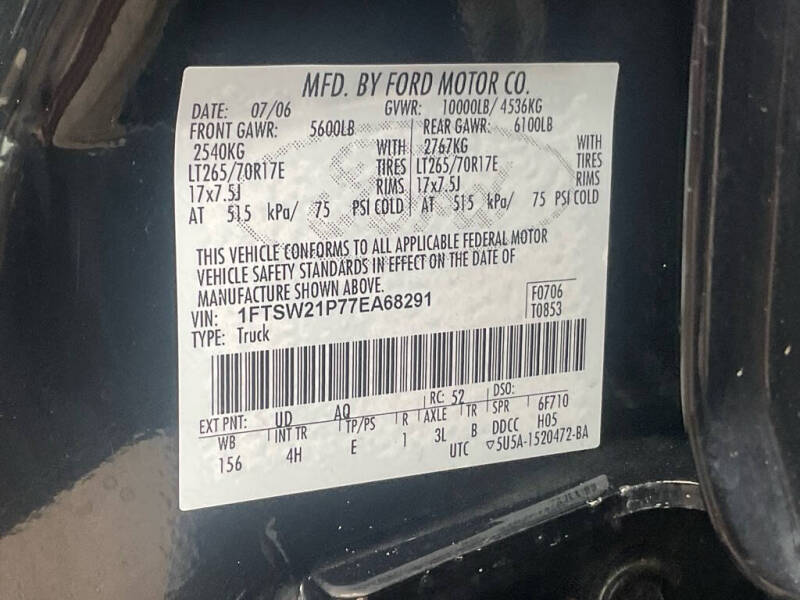 MFD. BY FORD MOTOR CO.
DATE: 07/06 GVWR: 10000LB/ 4536KG
FRONT GAWR: 5600LB REAR GAWR: 6100LB
2540KG WITH 2767KG WITH
LT265/70R17E TIRES LT265/70R17E TIRES
17x7.5J RIMS 17x7.5J RIMS
AT 515 kPa/ 75 PSI COLD AT 515 kPa/ 75 PSI COLD
THIS VEHICLE CONFORMS TO ALL APPLICABLE FEDERAL MOTOR
VEHICLE SAFETY STANDARDS IN EFFECT ON THE DATE OF
MANUFACTURE SHOWN ABOVE.
F0706
VIN: 1FTSW21P77EA68291 T0853
TYPE: Truck
EXT PNT: UD AQ RC: 52 DSO:
WB INT TR TP/PS R AXLE TR SPR 6F710
156 4H E 1 3L B DDCC H05
UTC ▽5U5A-1520472-BA